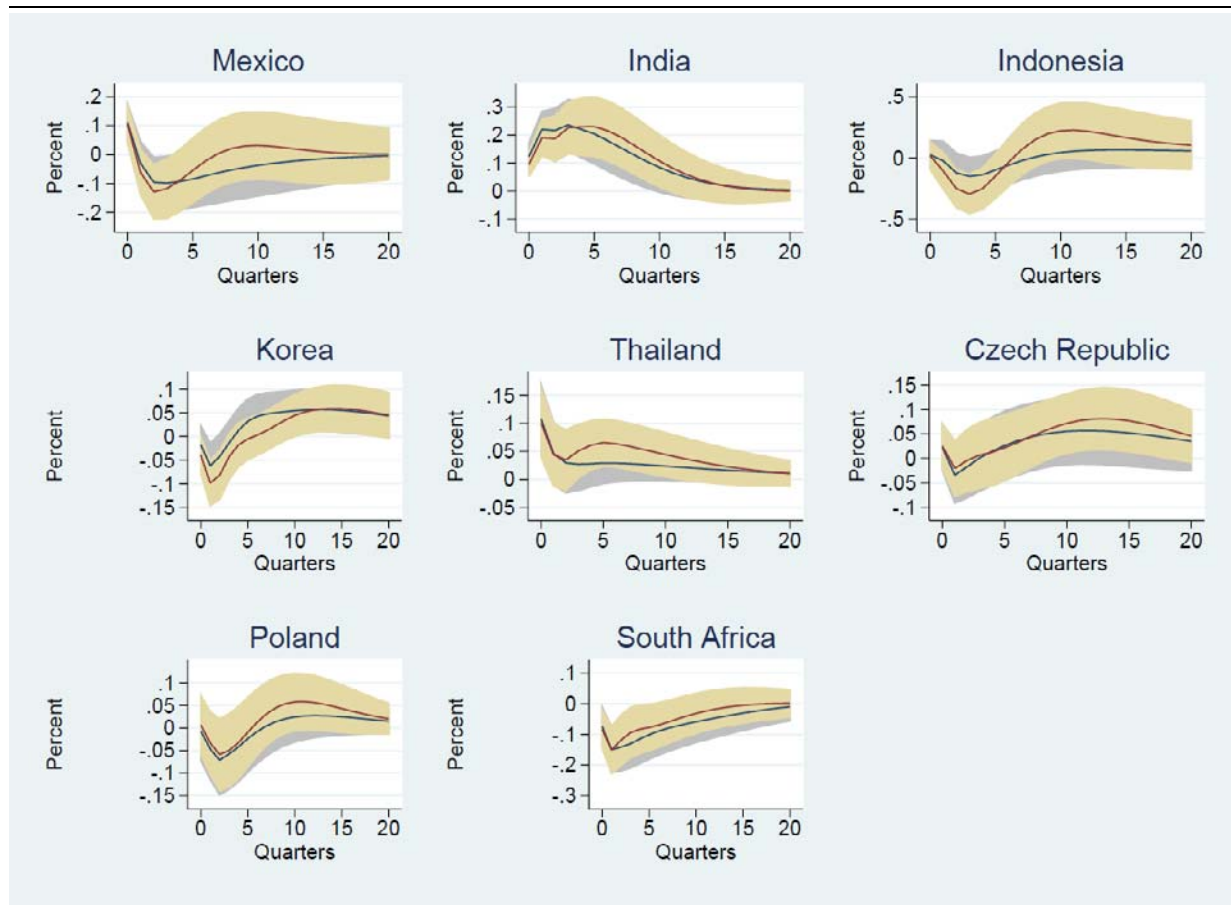 Mexico
Percent
.2
.1
0
-.1
-.2
0 5 10 15 20
Quarters
India
Percent
.3
.2
.1
0
-.1
0 5 10 15 20
Quarters
Indonesia
Percent
.5
0
-.5
0 5 10 15 20
Quarters
Korea
Percent
.1
.05
0
-.05
-.1
-.15
0 5 10 15 20
Quarters
Thailand
Percent
.15
.1
.05
0
-.05
0 5 10 15 20
Quarters
Czech Republic
Percent
.15
.1
.05
0
-.05
-.1
0 5 10 15 20
Quarters
Poland
Percent
.1
.05
0
-.05
-.1
-.15
0 5 10 15 20
Quarters
South Africa
Percent
.1
0
-.1
-.2
-.3
0 5 10 15 20
Quarters